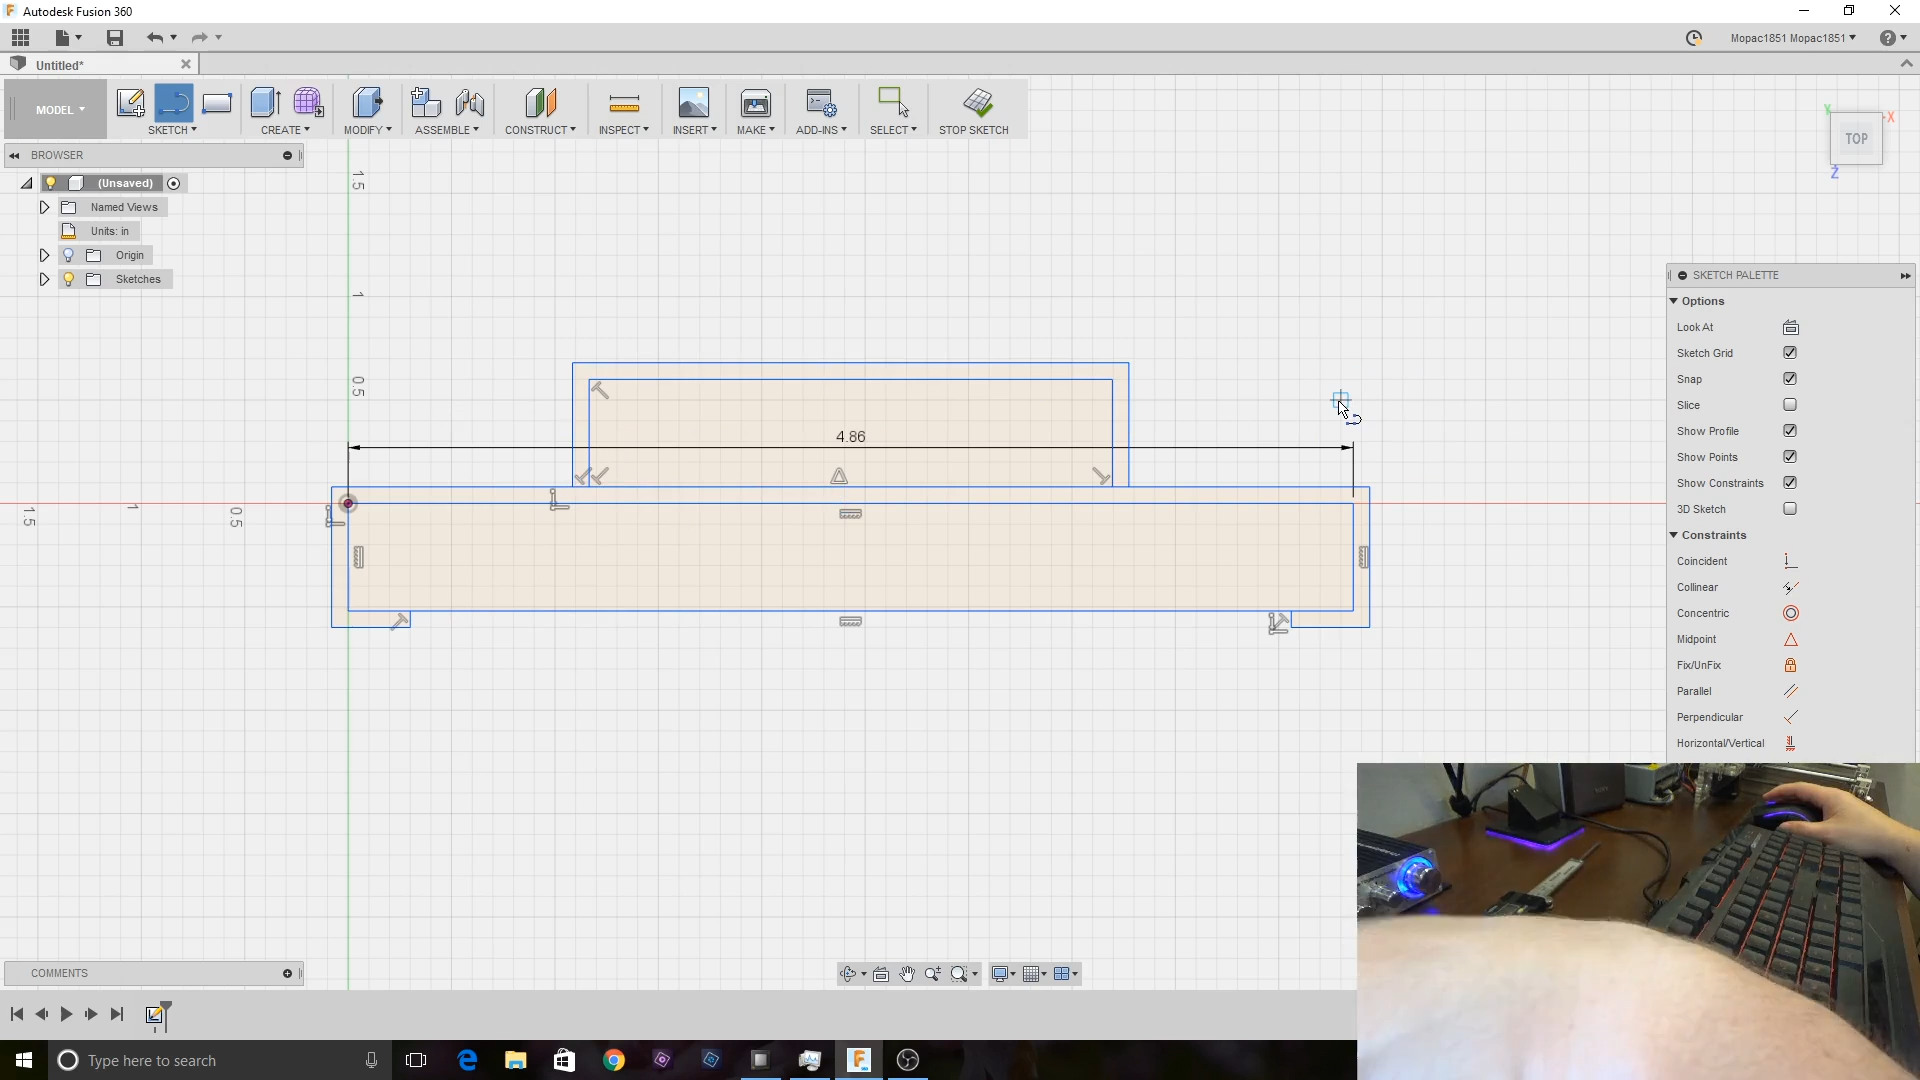 Autodesk Fusion 360
Mopac1851 Mopac1851
Untitled*
MODEL
SKETCH
CREATE
MODIFY
ASSEMBLE
CONSTRUCT
INSPECT
INSERT
MAKE
ADD-INS
SELECT
STOP SKETCH
TOP
X
Y
Z
BROWSER
(Unsaved)
Named Views
Units: in
Origin
Sketches
1.5
1
0.5
4.86
1.5
1
0.5
SKETCH PALETTE
Options
Look At
Sketch Grid
Snap
Slice
Show Profile
Show Points
Show Constraints
3D Sketch
Constraints
Coincident
Collinear
Concentric
Midpoint
Fix/UnFix
Parallel
Perpendicular
Horizontal/Vertical
COMMENTS
Type here to search